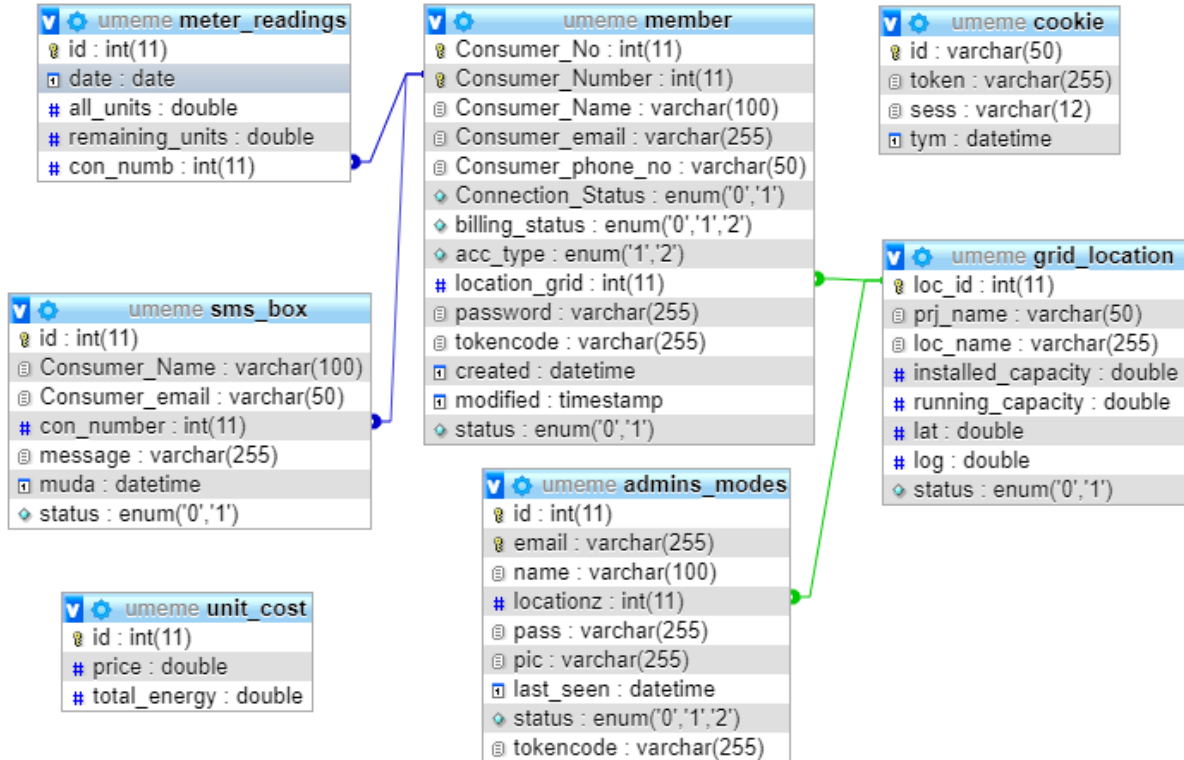 umeme meter_readings
id : int(11)
date : date
# all_units : double
# remaining_units : double
# con_numb : int(11)
umeme member
Consumer_No : int(11)
Consumer_Number : int(11)
Consumer_Name : varchar(100)
Consumer_email : varchar(255)
Consumer_phone_no : varchar(50)
Connection_Status : enum('0','1')
billing_status : enum('0','1','2')
acc_type : enum('1','2')
# location_grid : int(11)
password : varchar(255)
tokencode : varchar(255)
created : datetime
modified : timestamp
status : enum('0','1')
umeme cookie
id : varchar(50)
token : varchar(255)
sess : varchar(12)
tym : datetime
umeme grid_location
loc_id : int(11)
prj_name : varchar(50)
loc_name : varchar(255)
# installed_capacity : double
# running_capacity : double
# lat : double
# log : double
status : enum('0','1')
umeme sms_box
id : int(11)
Consumer_Name : varchar(100)
Consumer_email : varchar(50)
# con_number : int(11)
message : varchar(255)
muda : datetime
status : enum('0','1')
umeme admins_modes
id : int(11)
email : varchar(255)
name : varchar(100)
# locationz : int(11)
pass : varchar(255)
pic : varchar(255)
last_seen : datetime
status : enum('0','1','2')
tokencode : varchar(255)
umeme unit_cost
id : int(11)
# price : double
# total_energy : double